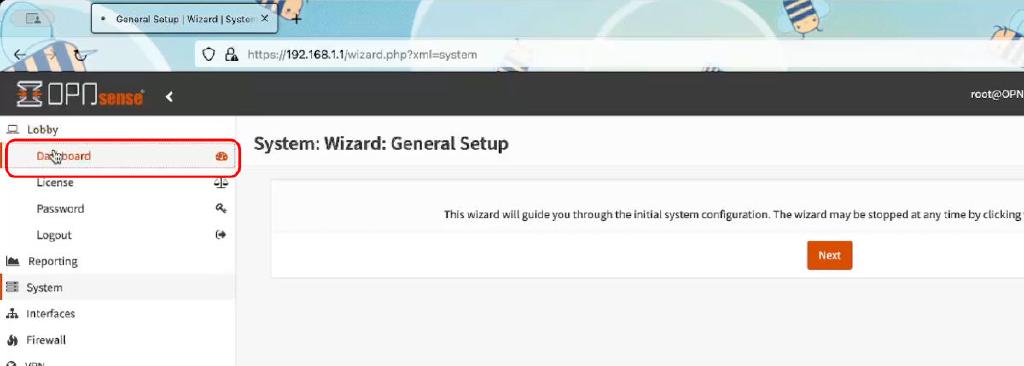 General Setup | Wizard | System
https://192.168.1.1/wizard.php?xml=system
OPNsense
root@OPN
Lobby
Dashboard
License
Password
Logout
Reporting
System
Interfaces
Firewall
VPN
System: Wizard: General Setup
This wizard will guide you through the initial system configuration. The wizard may be stopped at any time by clicking
Next